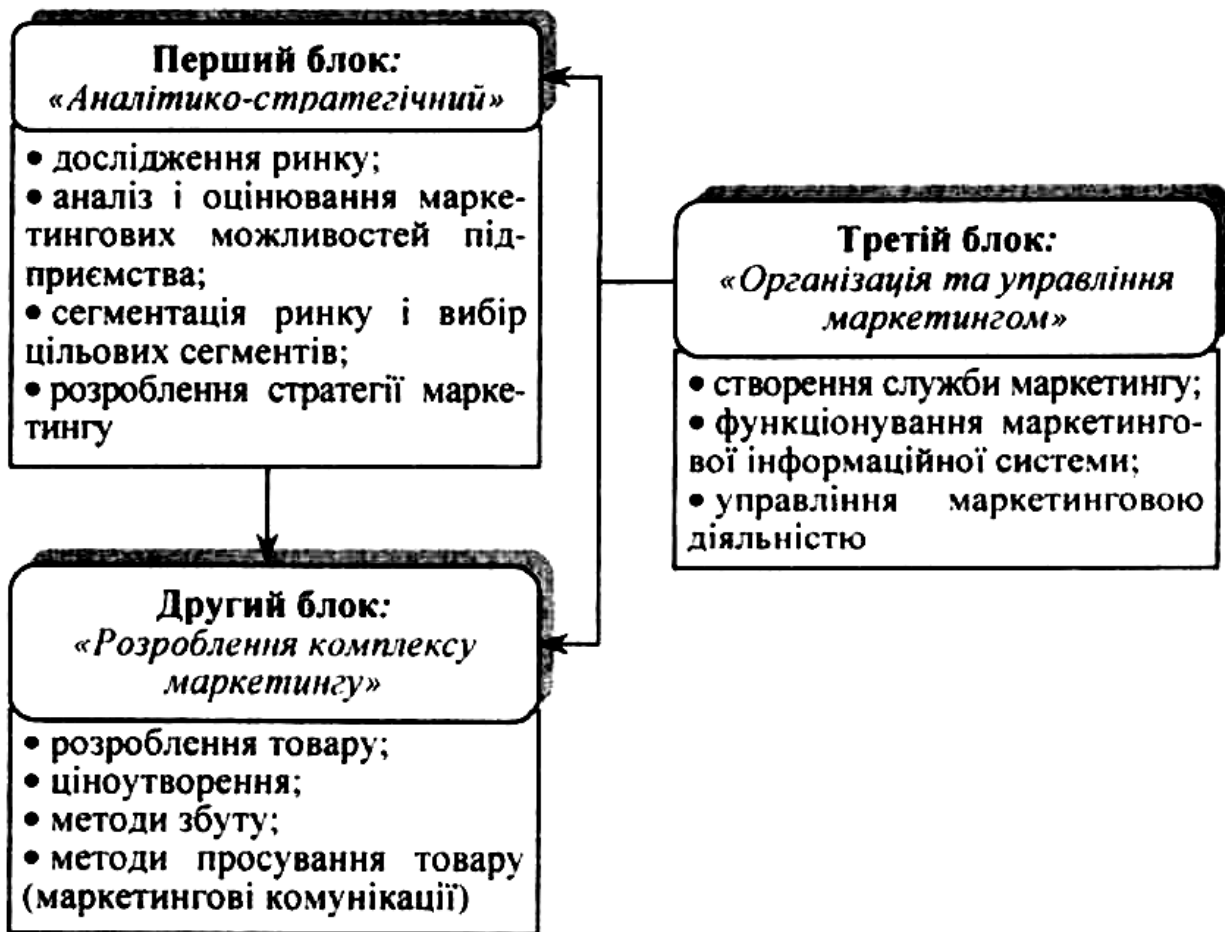 Перший блок:
«Аналітико-стратегічний»
• дослідження ринку;
• аналіз і оцінювання марке-
тингових можливостей під-
приємства;
• сегментація ринку і вибір
цільових сегментів;
• розроблення стратегії марке-
тингу
Третій блок:
«Організація та управління
маркетингом»
• створення служби маркетингу;
• функціонування маркетинго-
вої інформаційної системи;
• управління маркетинговою
діяльністю
Другий блок:
«Розроблення комплексу
маркетингу»
• розроблення товару;
• ціноутворення;
• методи збуту;
• методи просування товару
(маркетингові комунікації)